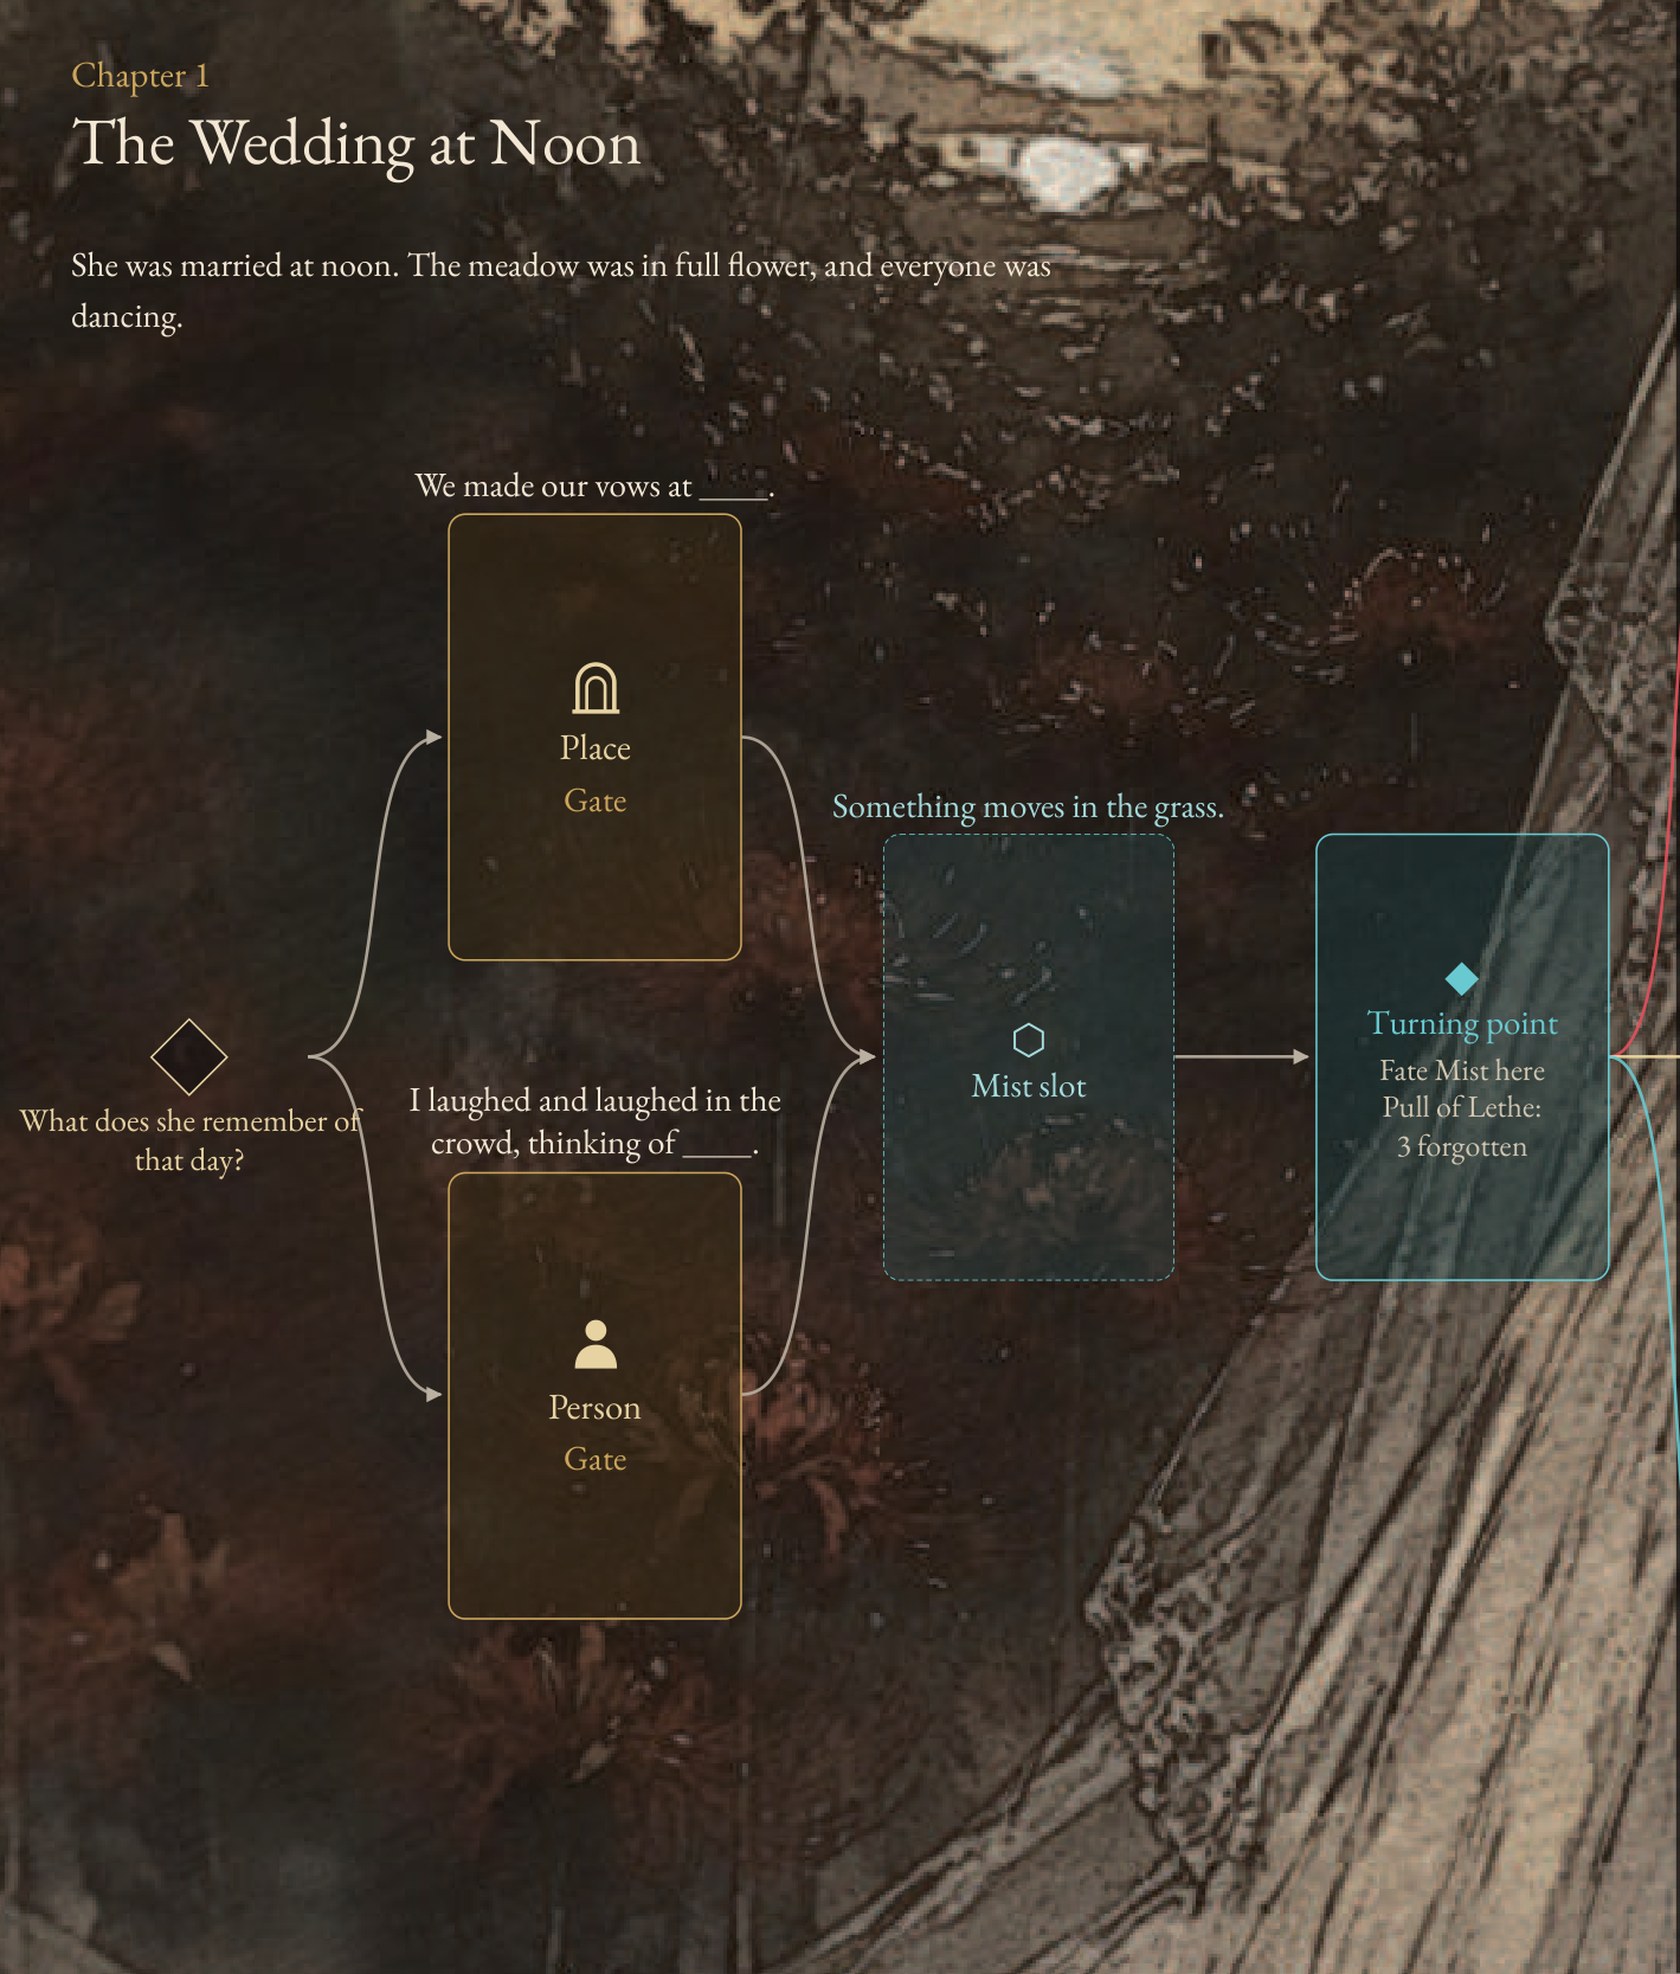 Chapter 1
The Wedding at Noon
She was married at noon. The meadow was in full flower, and everyone was
dancing.
We made our vows at _____.
Place
Gate
Something moves in the grass.
Mist slot
Turning point
Fate Mist here
Pull of Lethe:
3 forgotten
What does she remember of
that day?
I laughed and laughed in the
crowd, thinking of _____.
Person
Gate